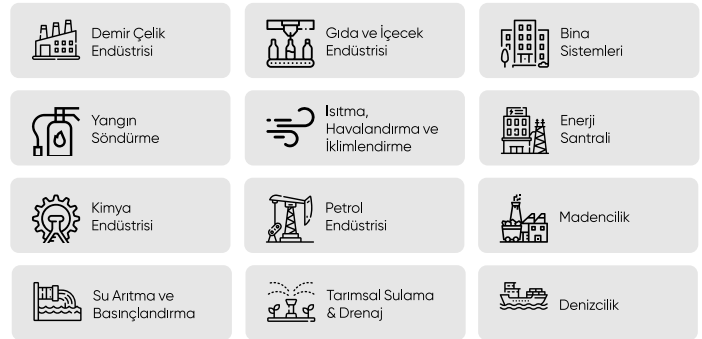 Demir Çelik
Endüstrisi
Gıda ve İçecek
Endüstrisi
Bina
Sistemleri
Yangın
Söndürme
Isıtma,
Havalandırma ve
İklimlendirme
Enerji
Santrali
Kimya
Endüstrisi
Petrol
Endüstrisi
Madencilik
Su Arıtma ve
Basınçlandırma
Tarımsal Sulama
& Drenaj
Denizcilik